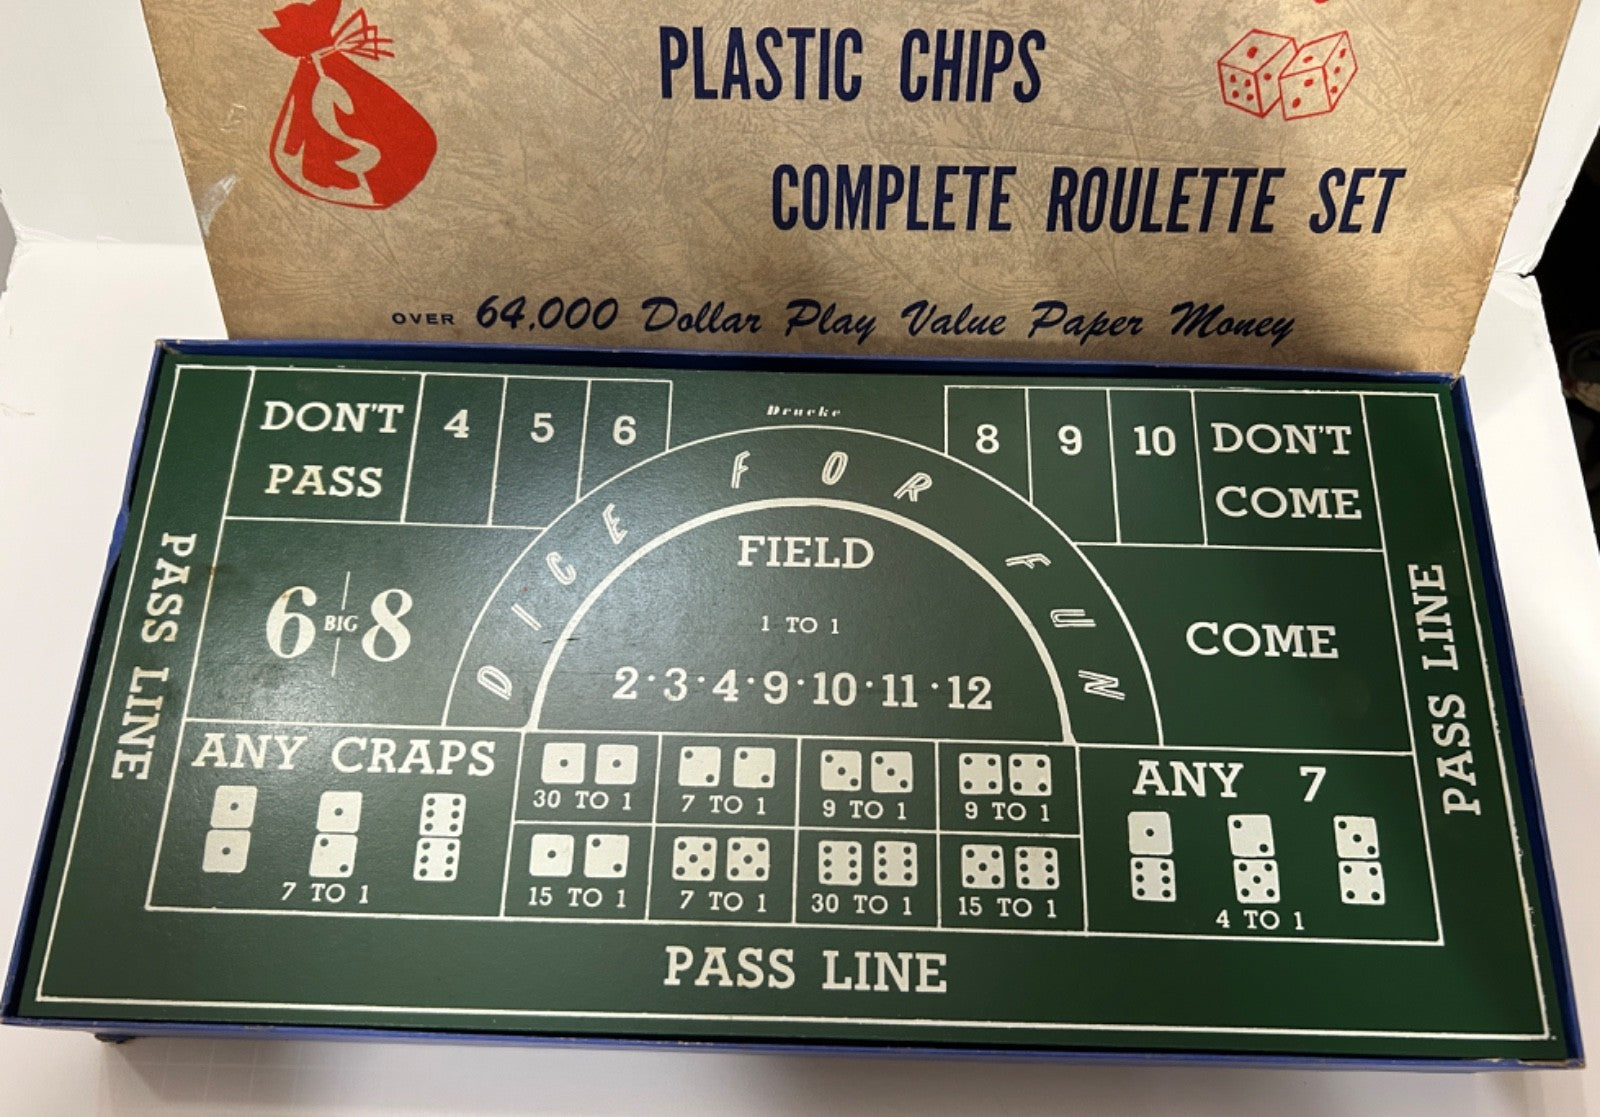 PLASTIC CHIPS
COMPLETE ROULETTE SET
OVER 64,000 Dollar Play Value Paper Money
Drueke
DON'T
PASS
4
5
6
8
9
10
DON'T
COME
DICE FOR FUN
PASS LINE
6 BIG 8
FIELD
1 TO 1
2·3·4·9·10·11·12
COME
PASS LINE
ANY CRAPS
7 TO 1
30 TO 1
7 TO 1
9 TO 1
9 TO 1
15 TO 1
7 TO 1
30 TO 1
15 TO 1
ANY 7
4 TO 1
PASS LINE